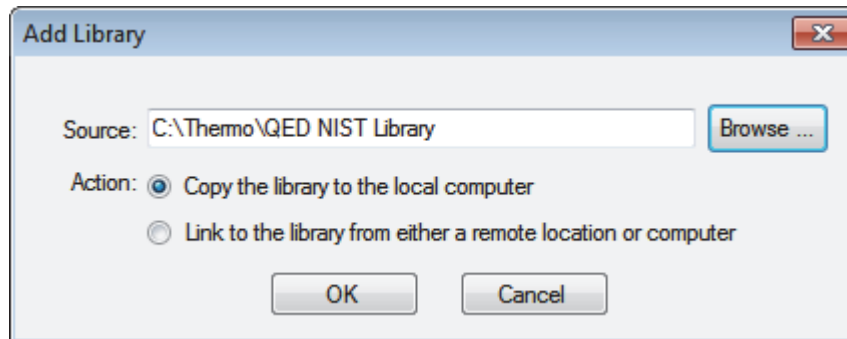 Add Library
Source: C:\Thermo\QED NIST Library Browse ...
Action: Copy the library to the local computer
Link to the library from either a remote location or computer
OK Cancel